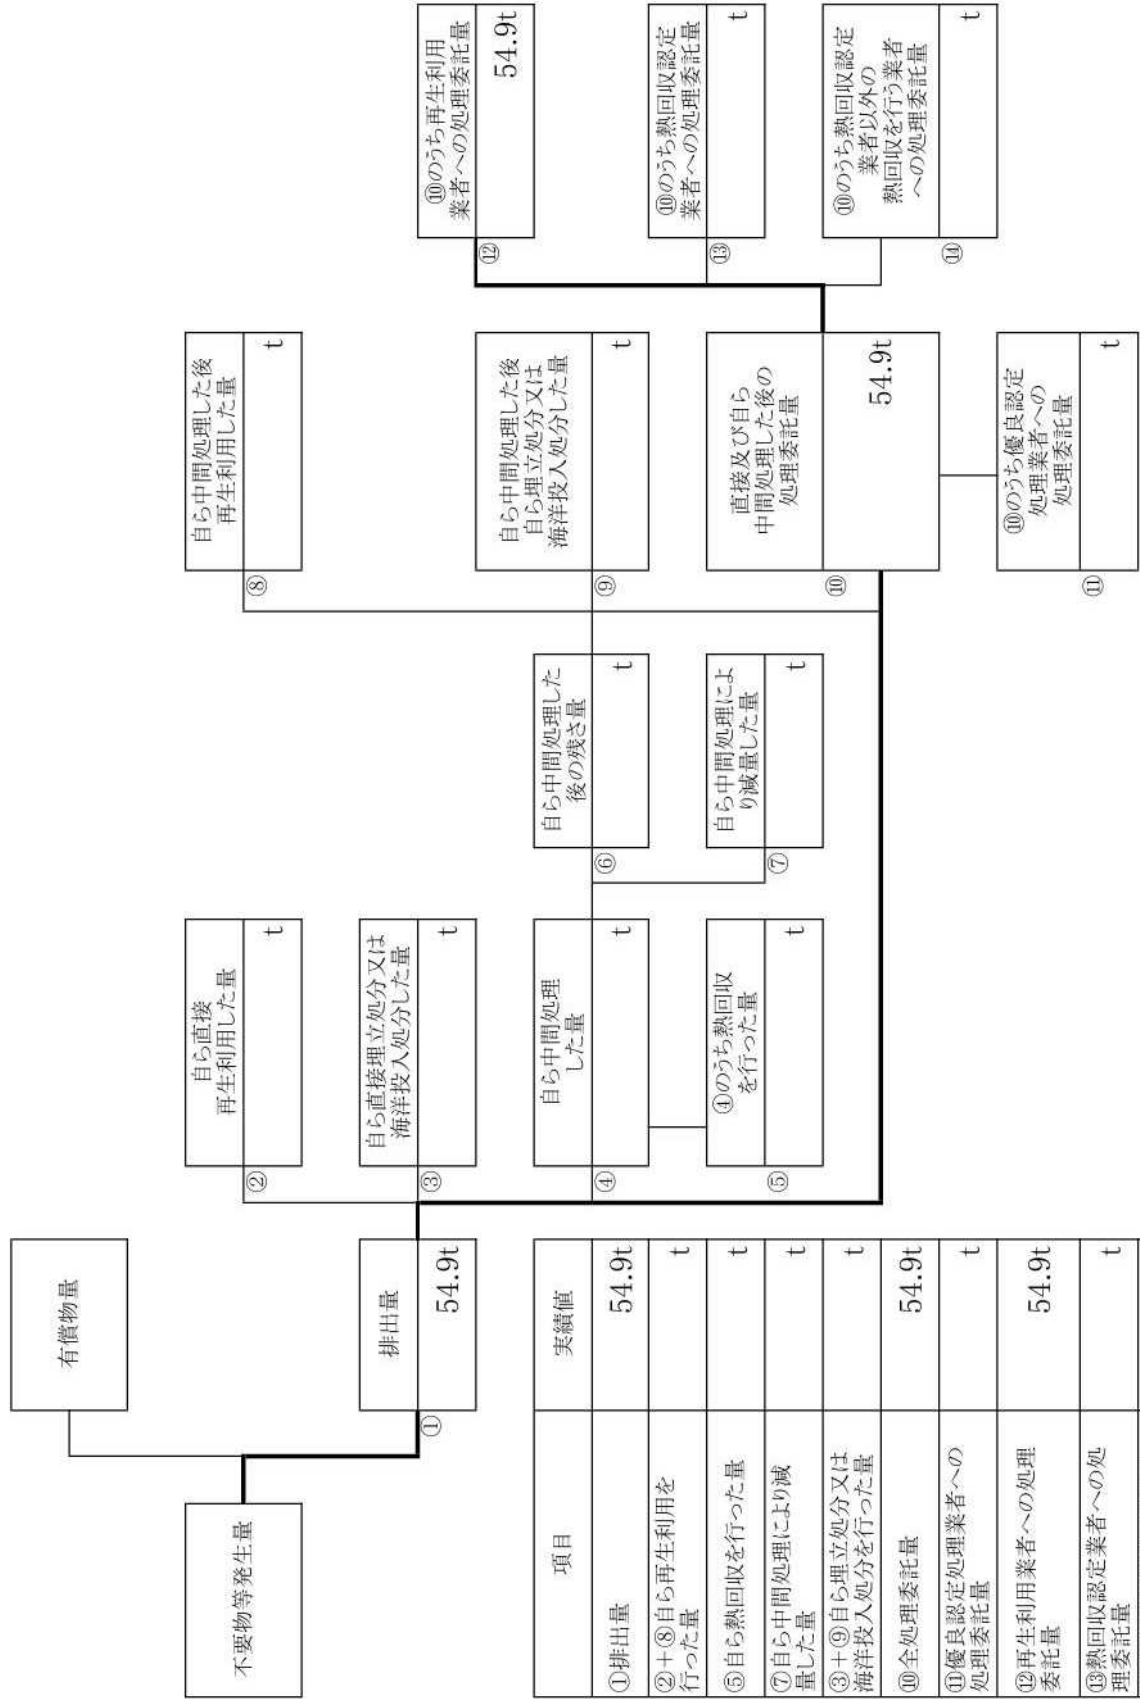 有償物量
不要物等発生量
①
排出量
54.9t
②
自ら直接
再生利用した量
t
③
自ら直接埋立処分又は
海洋投入処分した量
t
④
自ら中間処理
した量
t
⑤
④のうち熱回収
を行った量
t
⑥
自ら中間処理した
後の残さ量
t
⑦
自ら中間処理によ
り減量した量
t
⑧
自ら中間処理した後
再生利用した量
t
⑨
自ら中間処理した後
自ら埋立処分又は
海洋投入処分した量
t
⑩
直接及び自ら
中間処理した後の
処理委託量
54.9t
⑪
⑩のうち優良認定
処理業者への
処理委託量
t
⑫
⑩のうち再生利用
業者への処理委託量
54.9t
⑬
⑩のうち熱回収認定
業者への処理委託量
t
⑭
⑩のうち熱回収認定
業者以外の
熱回収を行う業者
への処理委託量
t
項目
実績値
①排出量
54.9t
②+⑧自ら再生利用を
行った量
t
⑤自ら熱回収を行った量
t
⑦自ら中間処理により減
量した量
t
③+⑨自ら埋立処分又は
海洋投入処分を行った量
t
⑩全処理委託量
54.9t
⑪優良認定処理業者への
処理委託量
t
⑫再生利用業者への処理
委託量
54.9t
⑬熱回収認定業者への処
理委託量
t